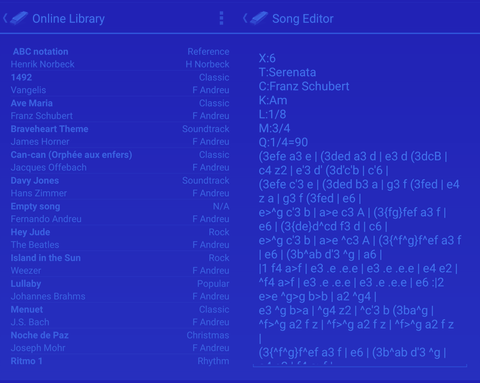 Online Library
ABC notation Reference
Henrik Norbeck H Norbeck
1492 Classic
Vangelis F Andreu
Ave Maria Classic
Franz Schubert F Andreu
Braveheart Theme Soundtrack
James Horner F Andreu
Can-can (Orphée aux enfers) Classic
Jacques Offebach F Andreu
Davy Jones Soundtrack
Hans Zimmer F Andreu
Empty song N/A
Fernando Andreu F Andreu
Hey Jude Rock
The Beatles F Andreu
Island in the Sun Rock
Weezer F Andreu
Lullaby Popular
Johannes Brahms F Andreu
Menuet Classic
J.S. Bach F Andreu
Noche de Paz Christmas
Joseph Mohr F Andreu
Ritmo 1 Rhythm
Song Editor
X:6
T:Serenata
C:Franz Schubert
K:Am
L:1/8
M:3/4
Q:1/4=90
(3efe a3 e | (3ded a3 d | e3 d (3dcB |
c4 z2 | e'3 d' (3d'c'b | c'6 |
(3efe c'3 e | (3ded b3 a | g3 f (3fed | e4
z a | g3 f (3fed | e6 |
e>^g c'3 b | a>e c3 A | (3{fg}fef a3 f |
e6 | (3{de}d^cd f3 d | c6 |
e>^g c'3 b | a>e ^c3 A | (3{^f^g}f^ef a3 f
| e6 | (3b^ab d'3 ^g | a6 |
|1 f4 a>f | e3 .e .e.e | e3 .e .e.e | e4 e2 |
^f4 a>f | e3 .e .e.e | e3 .e .e.e | e6 :|2
e>e ^g>g b>b | a2 ^g4 |
e3 ^g b>a | ^g4 z2 | ^c'3 b (3ba^g |
^f>^g a2 f z | ^f>^g a2 f z | ^f>^g a2 f z
|
(3{^f^g}f^ef a3 f | e6 | (3b^ab d'3 ^g |